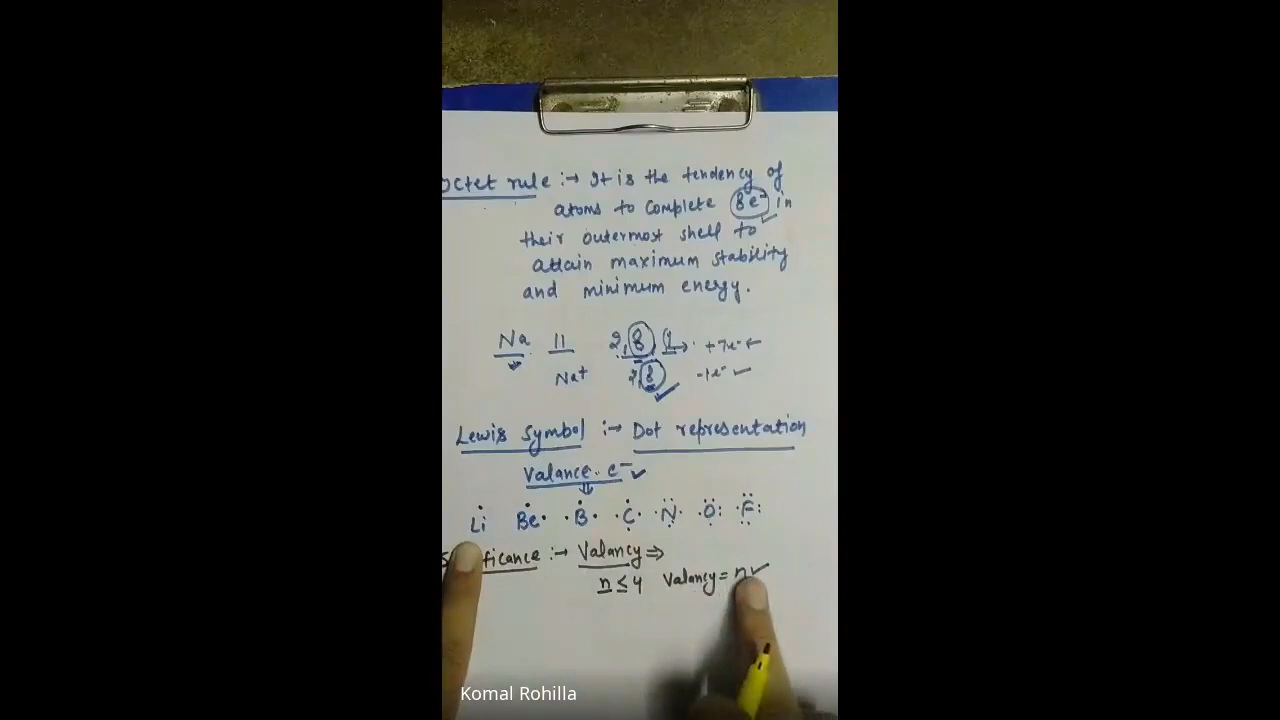 Octet rule :→ It is the tendency of
atoms to complete 8e⁻ in
their outermost shell to
attain maximum stability
and minimum energy.
Na 11 2, 8, 1 → +7e⁻
Na⁺ 2, 8 -1e⁻ ✓
Lewis Symbol :→ Dot representation
Valance e⁻ ✓
Li Be B C N O F
ficance :→ Valancy ⇒
n ≤ 4 Valancy = n ✓
Komal Rohilla